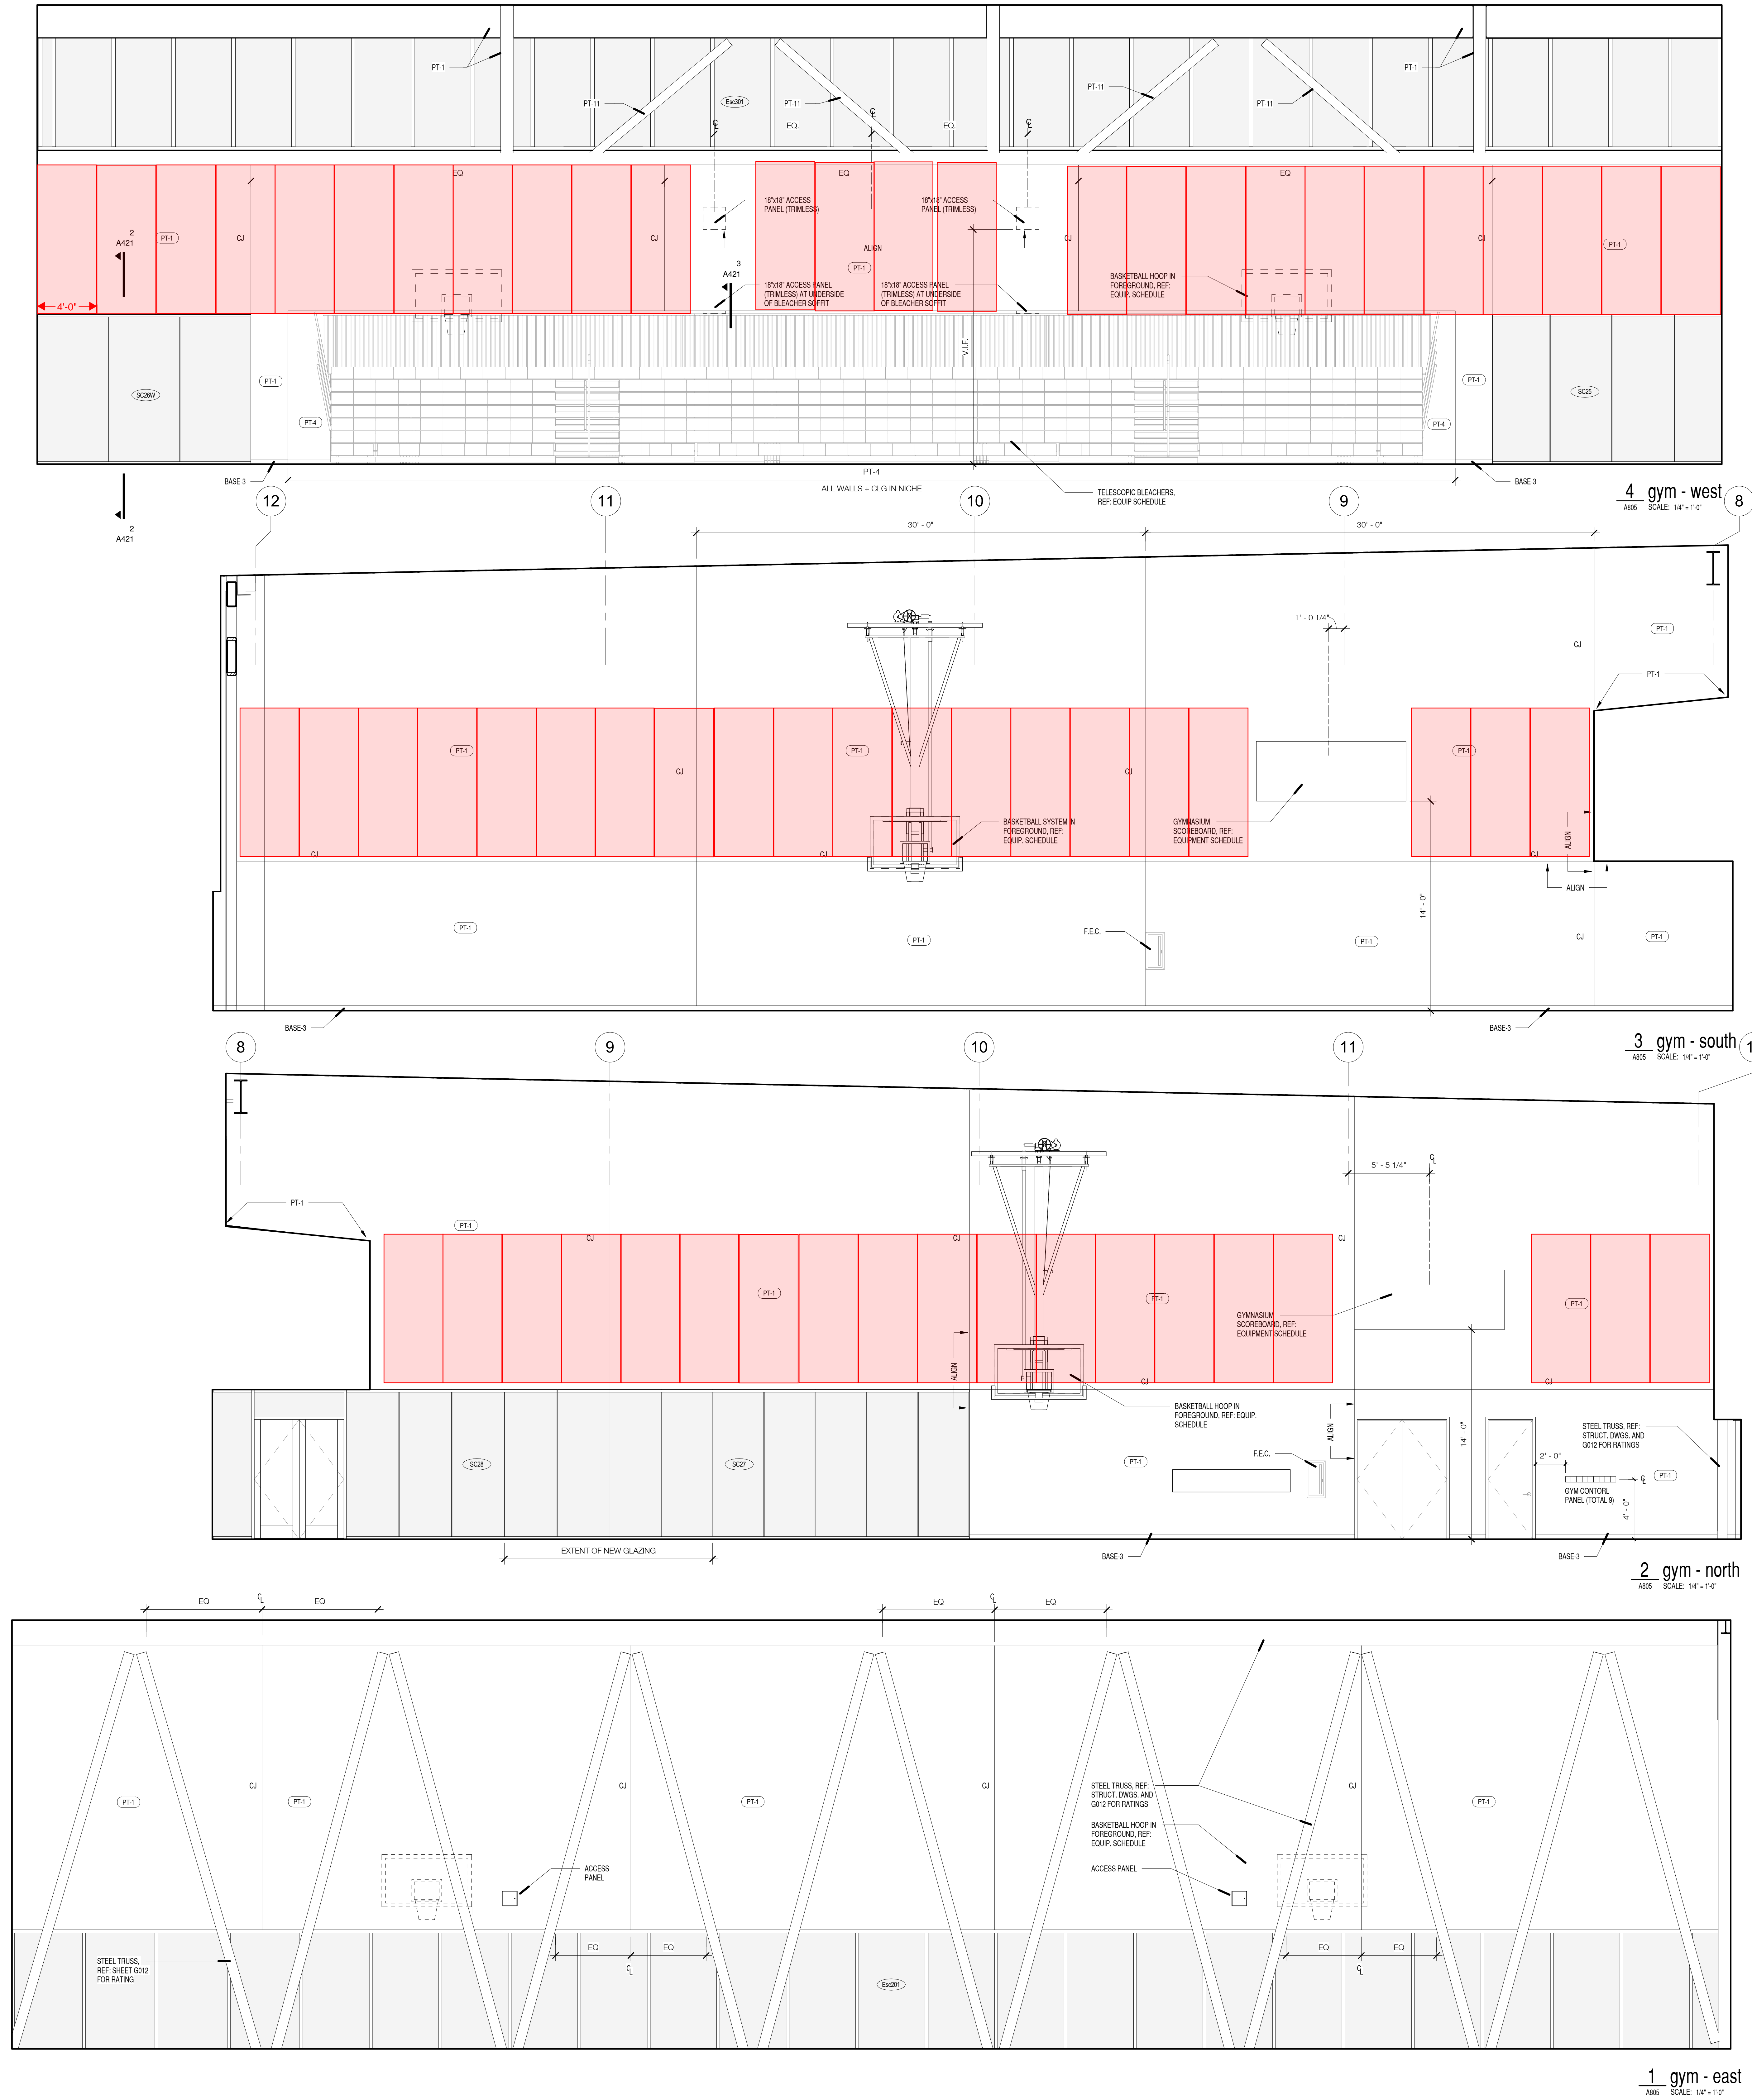 PT-1
PT-1
PT-11
Esc301
PT-11
PT-11
PT-11
EQ.
EQ.
EQ
EQ
EQ
18"x18" ACCESS
PANEL (TRIMLESS)
18"x18" ACCESS
PANEL (TRIMLESS)
2
A421
PT-1
CJ
CJ
CJ
CJ
PT-1
ALIGN
3
A421
PT-1
BASKETBALL HOOP IN
FOREGROUND, REF:
EQUIP. SCHEDULE
18"x18" ACCESS PANEL
(TRIMLESS) AT UNDERSIDE
OF BLEACHER SOFFIT
18"x18" ACCESS PANEL
(TRIMLESS) AT UNDERSIDE
OF BLEACHER SOFFIT
4'-0"
V.I.F.
SC26W
PT-1
PT-4
PT-1
PT-4
SC25
BASE-3
PT-4
ALL WALLS + CLG IN NICHE
TELESCOPIC BLEACHERS,
REF: EQUIP SCHEDULE
BASE-3
4 gym - west
A805 SCALE: 1/4" = 1'-0"
2
A421
12
11
10
9
8
30' - 0"
30' - 0"
1' - 0 1/4"
CJ
PT-1
PT-1
PT-1
PT-1
PT-1
CJ
CJ
BASKETBALL SYSTEM IN
FOREGROUND, REF:
EQUIP. SCHEDULE
GYMNASIUM
SCOREBOARD, REF:
EQUIPMENT SCHEDULE
ALIGN
CJ
CJ
CJ
ALIGN
14' - 0"
PT-1
PT-1
F.E.C.
PT-1
CJ
PT-1
BASE-3
BASE-3
3 gym - south
A805 SCALE: 1/4" = 1'-0"
8
9
10
11
1
5' - 5 1/4"
PT-1
PT-1
CJ
CJ
CJ
PT-1
PT-1
PT-1
GYMNASIUM
SCOREBOARD, REF:
EQUIPMENT SCHEDULE
ALIGN
CJ
CJ
BASKETBALL HOOP IN
FOREGROUND, REF: EQUIP.
SCHEDULE
ALIGN
14' - 0"
STEEL TRUSS, REF:
STRUCT. DWGS. AND
G012 FOR RATINGS
SC28
SC27
PT-1
F.E.C.
2' - 0"
PT-1
GYM CONTORL
PANEL (TOTAL 9)
4' - 0"
EXTENT OF NEW GLAZING
BASE-3
BASE-3
2 gym - north
A805 SCALE: 1/4" = 1'-0"
EQ
EQ
EQ
EQ
CJ
CJ
CJ
CJ
PT-1
PT-1
PT-1
PT-1
STEEL TRUSS, REF:
STRUCT. DWGS. AND
G012 FOR RATINGS
BASKETBALL HOOP IN
FOREGROUND, REF:
EQUIP. SCHEDULE
ACCESS
PANEL
ACCESS PANEL
EQ
EQ
EQ
EQ
STEEL TRUSS,
REF: SHEET G012
FOR RATING
Esc201
1 gym - east
A805 SCALE: 1/4" = 1'-0"